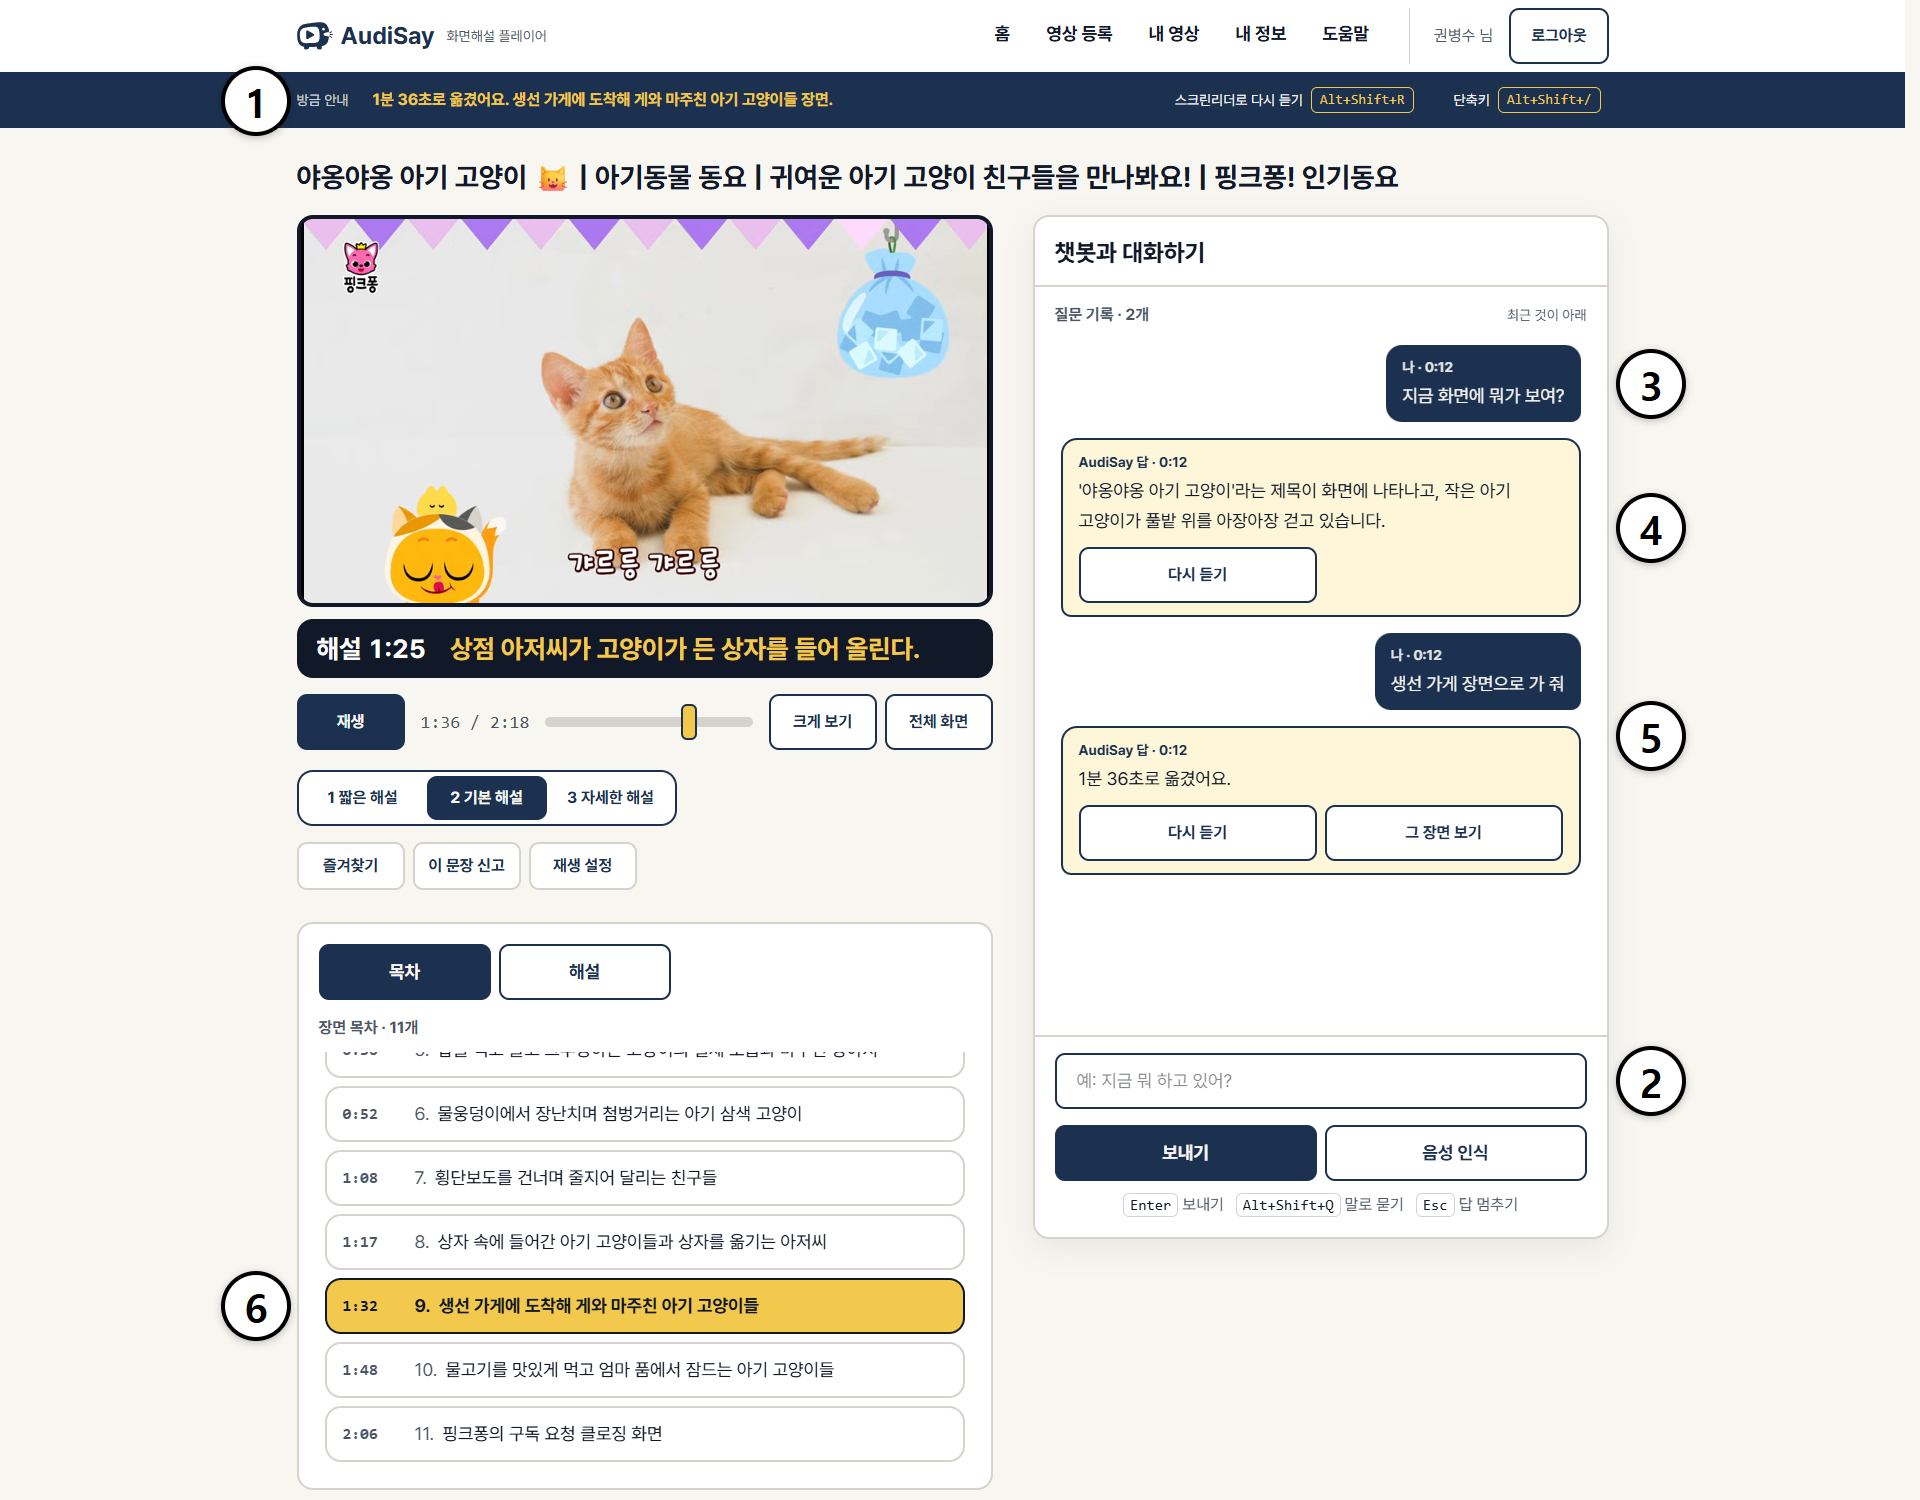 AudiSay 화면해설 플레이어
홈 영상 등록 내 영상 내 정보 도움말 권병수 님 로그아웃
1 방금 안내 1분 36초로 옮겼어요. 생선 가게에 도착해 게와 마주친 아기 고양이들 장면. 스크린리더로 다시 듣기 Alt+Shift+R 단축키 Alt+Shift+/
야옹야옹 아기 고양이 🐱 | 아기동물 동요 | 귀여운 아기 고양이 친구들을 만나봐요! | 핑크퐁! 인기동요
핑크퐁
갸르릉 갸르릉
해설 1:25 상점 아저씨가 고양이가 든 상자를 들어 올린다.
재생 1:36 / 2:18 크게 보기 전체 화면
1 짧은 해설 2 기본 해설 3 자세한 해설
즐겨찾기 이 문장 신고 재생 설정
목차 해설
장면 목차 · 11개
0:52 6. 물웅덩이에서 장난치며 첨벙거리는 아기 삼색 고양이
1:08 7. 횡단보도를 건너며 줄지어 달리는 친구들
1:17 8. 상자 속에 들어간 아기 고양이들과 상자를 옮기는 아저씨
6 1:32 9. 생선 가게에 도착해 게와 마주친 아기 고양이들
1:48 10. 물고기를 맛있게 먹고 엄마 품에서 잠드는 아기 고양이들
2:06 11. 핑크퐁의 구독 요청 클로징 화면
챗봇과 대화하기
질문 기록 · 2개 최근 것이 아래
나 · 0:12
지금 화면에 뭐가 보여?
3
AudiSay 답 · 0:12
'야옹야옹 아기 고양이'라는 제목이 화면에 나타나고, 작은 아기
고양이가 풀밭 위를 아장아장 걷고 있습니다.
4
다시 듣기
나 · 0:12
생선 가게 장면으로 가 줘
5
AudiSay 답 · 0:12
1분 36초로 옮겼어요.
다시 듣기 그 장면 보기
예: 지금 뭐 하고 있어?
2
보내기 음성 인식
Enter 보내기 Alt+Shift+Q 말로 묻기 Esc 답 멈추기